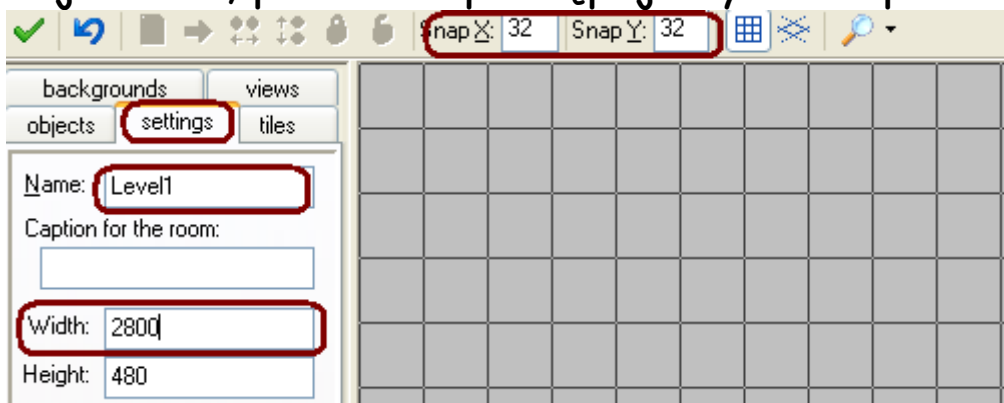 Snap X: 32 Snap Y: 32
backgrounds views
objects settings tiles
Name: Level1
Caption for the room:
Width: 2800
Height: 480